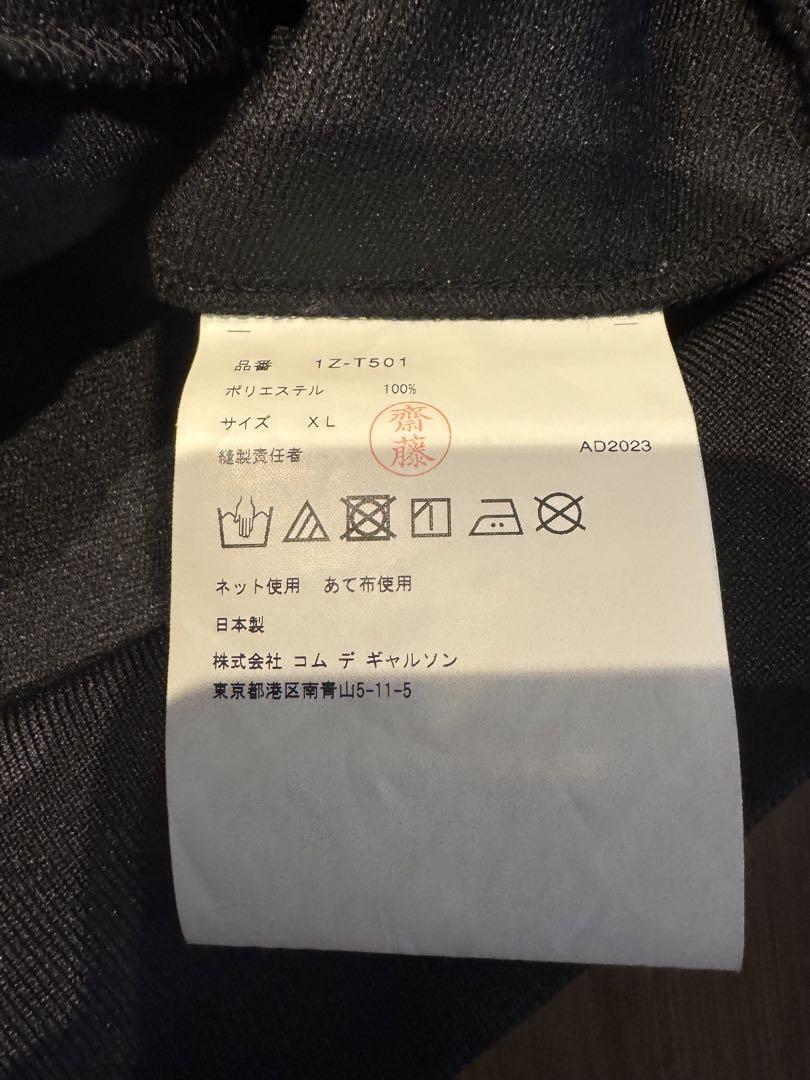 品番 1Z-T501
ポリエステル 100%
サイズ XL
齋藤
縫製責任者
AD2023
ネット使用 あて布使用
日本製
株式会社 コム デ ギャルソン
東京都港区南青山5-11-5